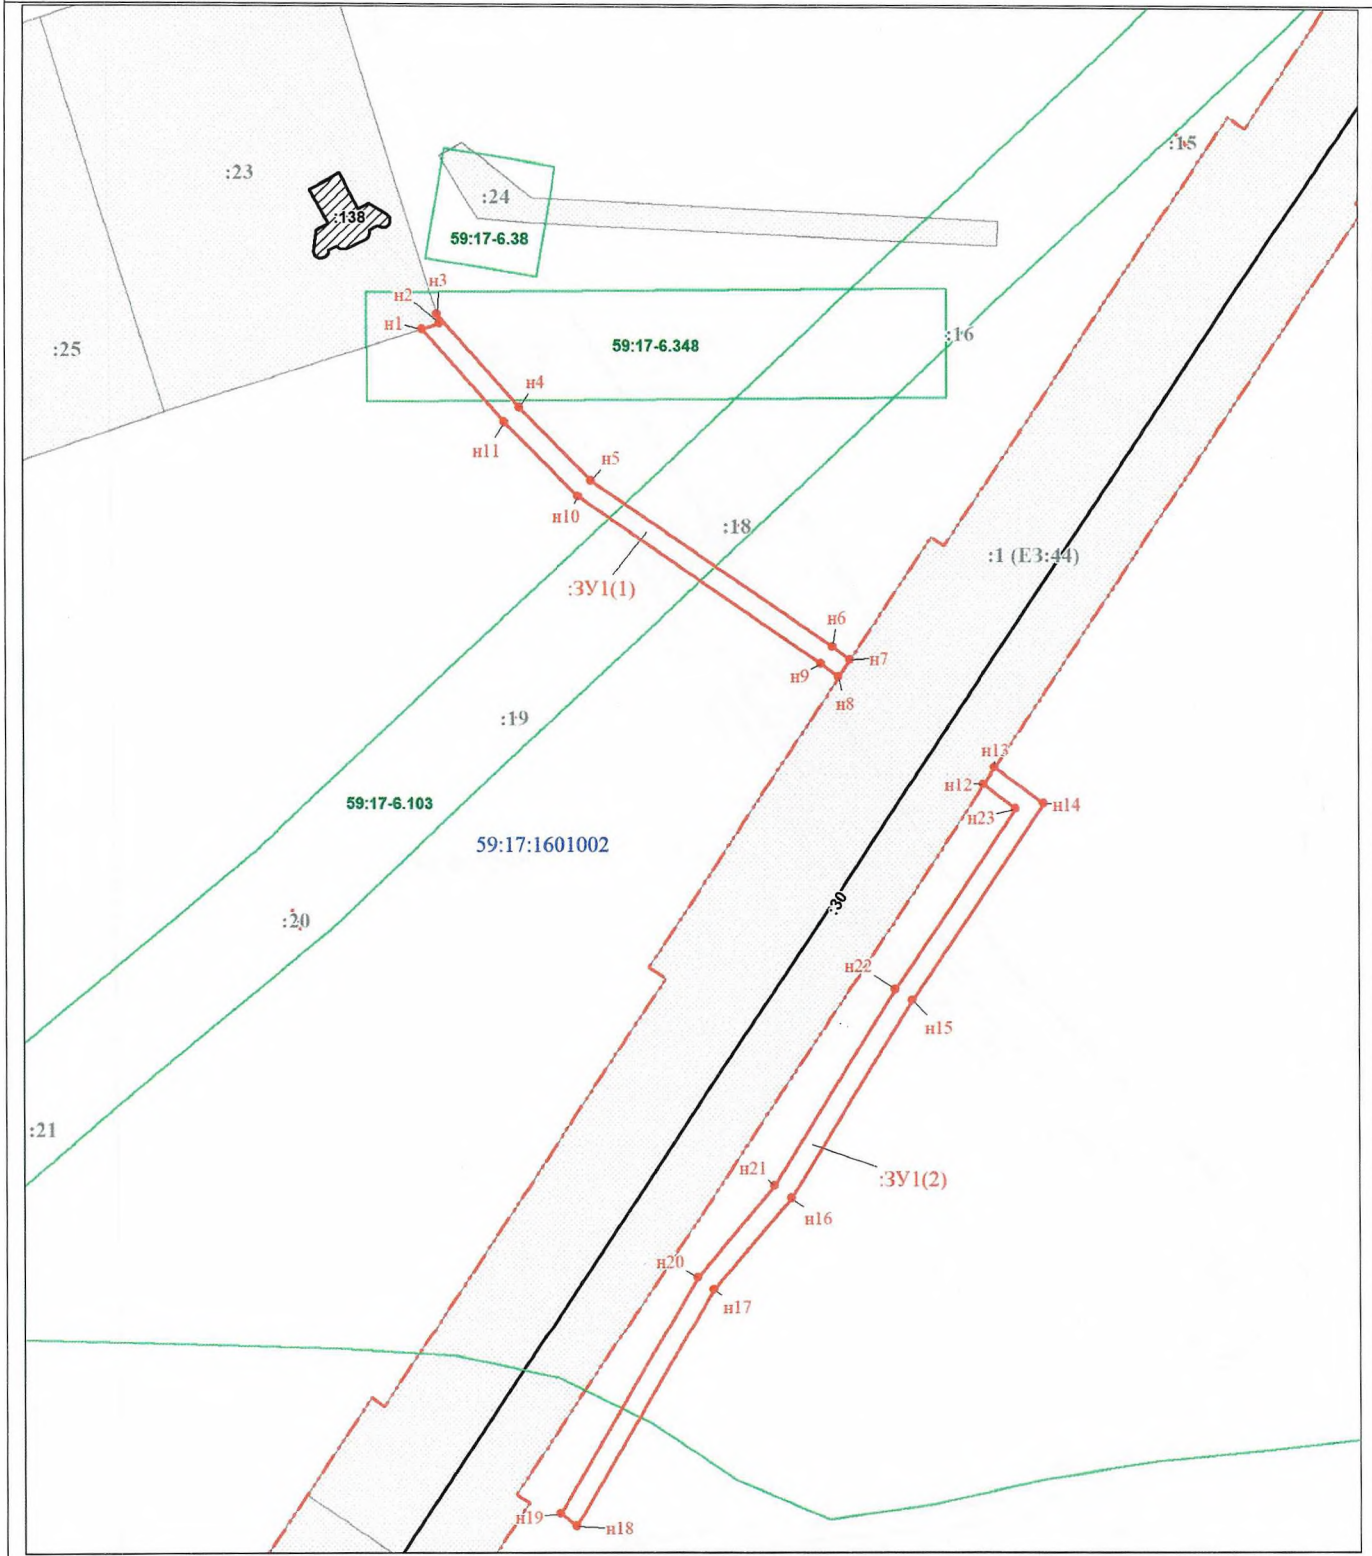 :15
:23
:24
:138
59:17-6.38
н3
н2
н1
:16
59:17-6.348
:25
н4
н11
н5
н10
:18
:1 (ЕЗ:44)
:ЗУ1(1)
н6
н7
н9
н8
:19
н13
н12
н14
н23
59:17-6.103
59:17:1601002
:30
:20
н22
н15
:21
н21
:ЗУ1(2)
н16
н20
н17
н19
н18